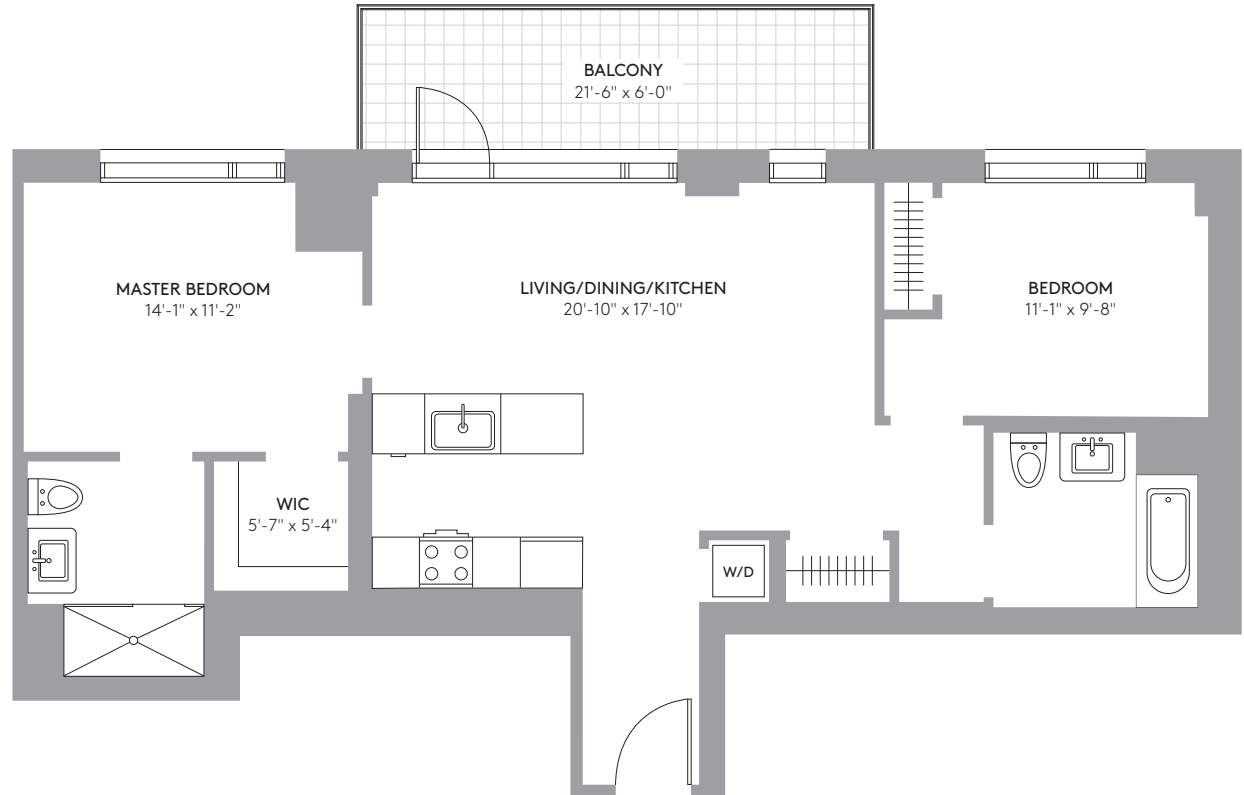 BALCONY
21'-6" x 6'-0"
MASTER BEDROOM
14'-1" x 11'-2"
LIVING/DINING/KITCHEN
20'-10" x 17'-10"
BEDROOM
11'-1" x 9'-8"
WIC
5'-7" x 5'-4"
W/D